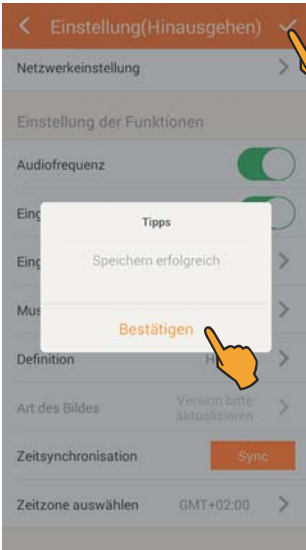 Einstellung(Hinausgehen)
Netzwerkeinstellung
Einstellung der Funktionen
Audiofrequenz
Tipps
Speichern erfolgreich
Bestätigen
Definition
Art des Bildes
Version bitte
aktualisieren
Zeitsynchronisation
Sync
Zeitzone auswählen
GMT+02:00